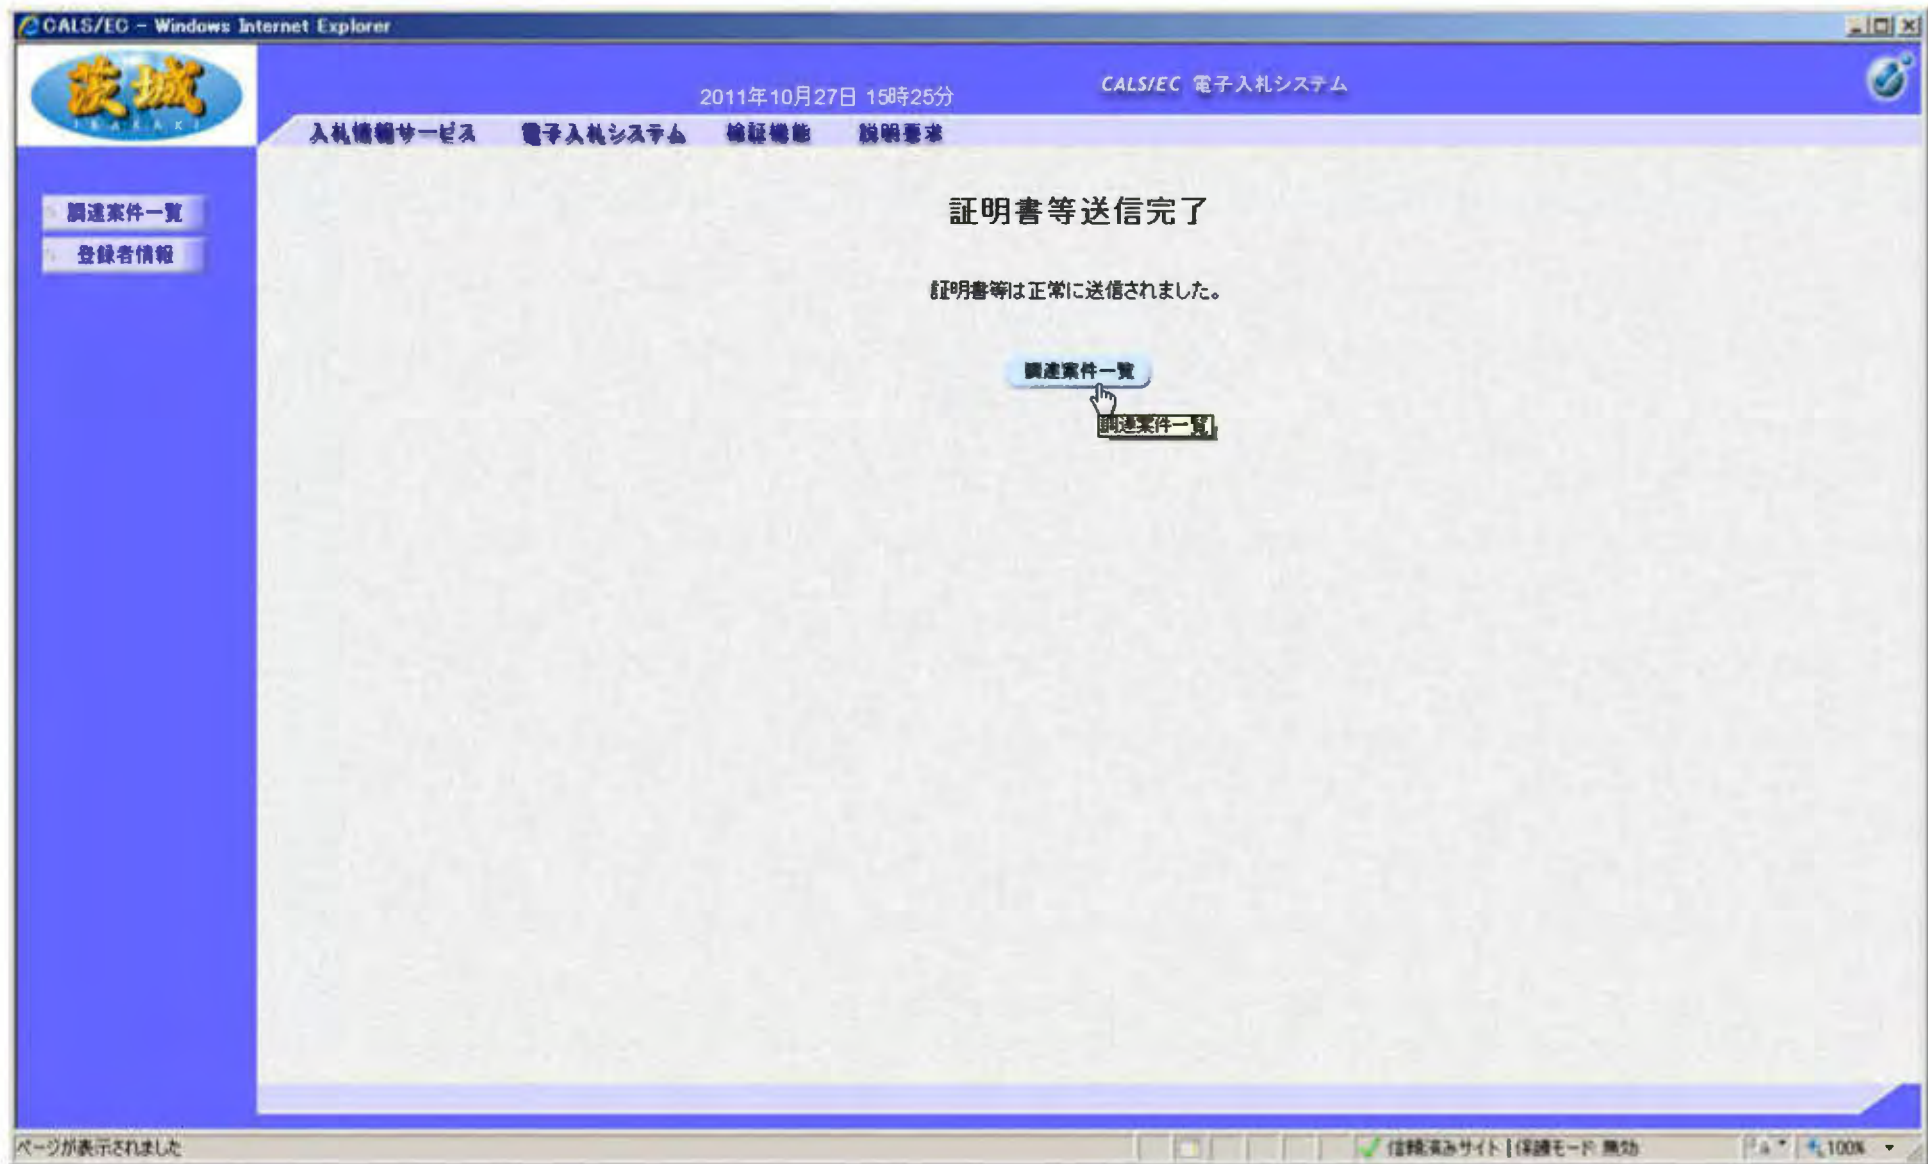 CALS/EC - Windows Internet Explorer
茨城
IBARAKI
2011年10月27日 15時25分
CALS/EC 電子入札システム
入札情報サービス 電子入札システム 検証機能 説明要求
調達案件一覧
登録者情報
証明書等送信完了
証明書等は正常に送信されました。
調達案件一覧
調達案件一覧
ページが表示されました
信頼済みサイト | 保護モード: 無効
100%